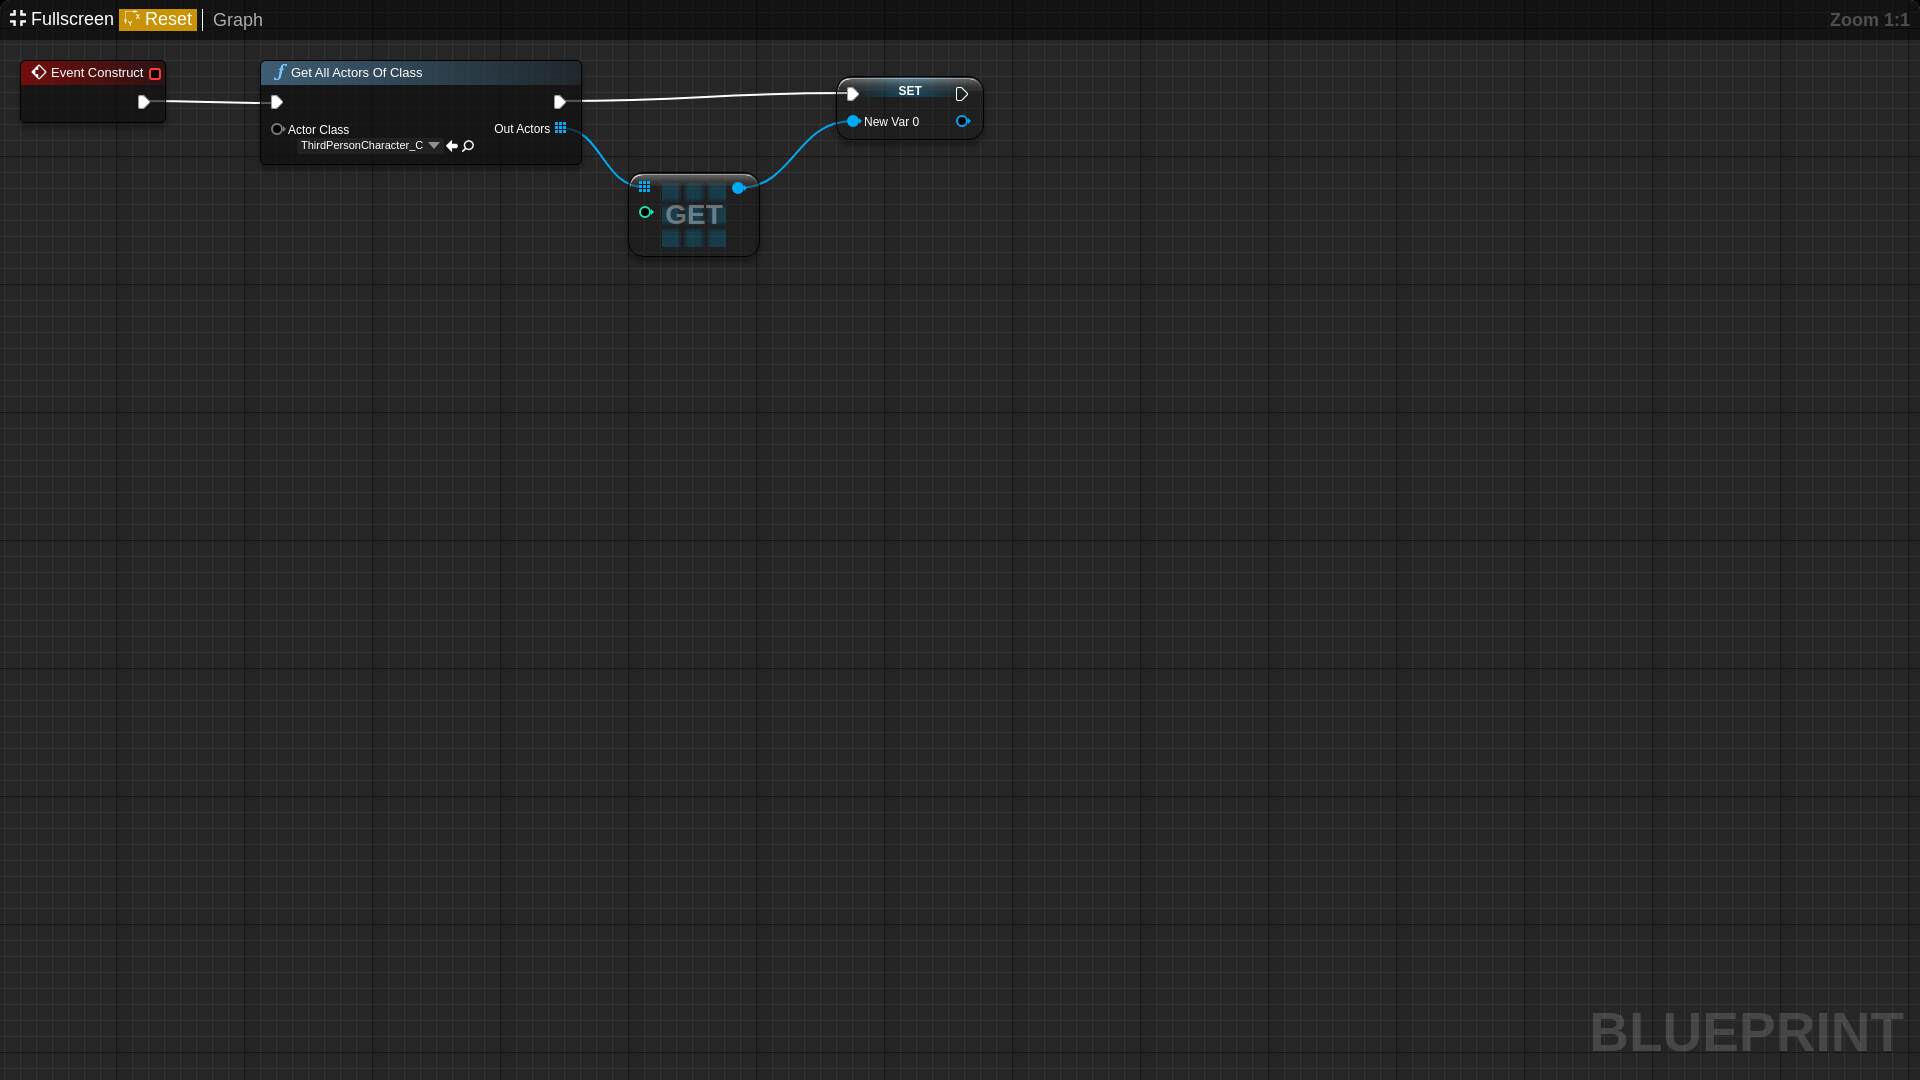 Fullscreen Reset Graph Zoom 1:1
Event Construct
Get All Actors Of Class
Actor Class
Out Actors
ThirdPersonCharacter_C
SET
New Var 0
GET
BLUEPRINT